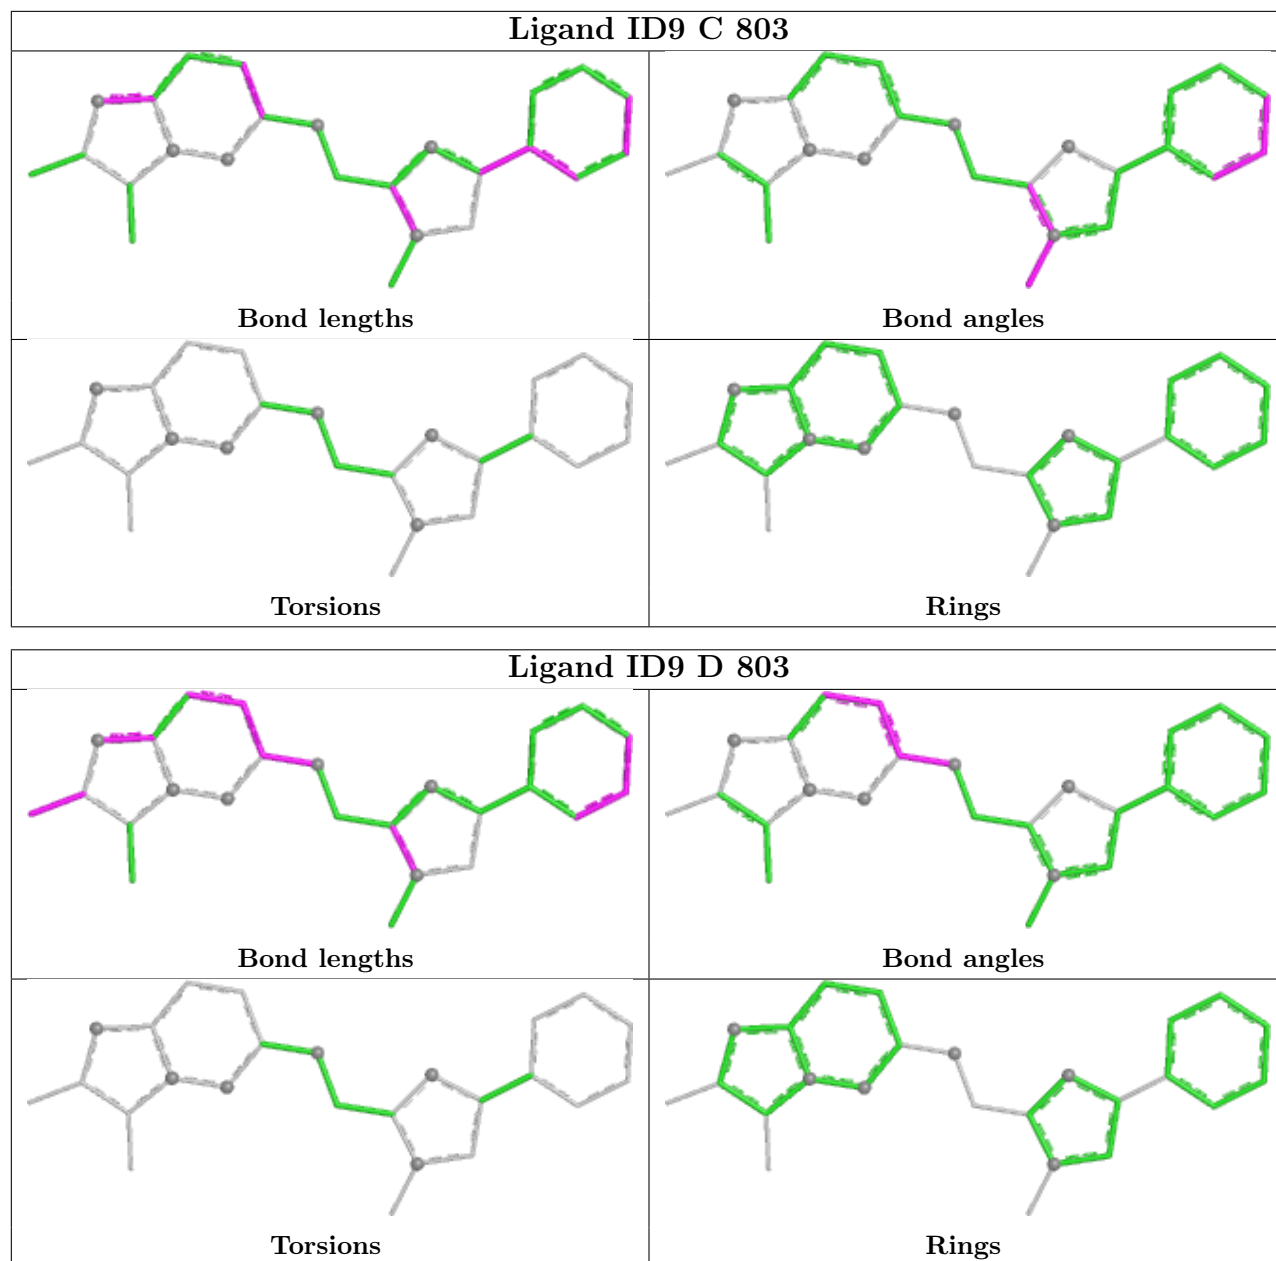 Ligand ID9 C 803
Bond lengths
Bond angles
Torsions
Rings
Ligand ID9 D 803
Bond lengths
Bond angles
Torsions
Rings